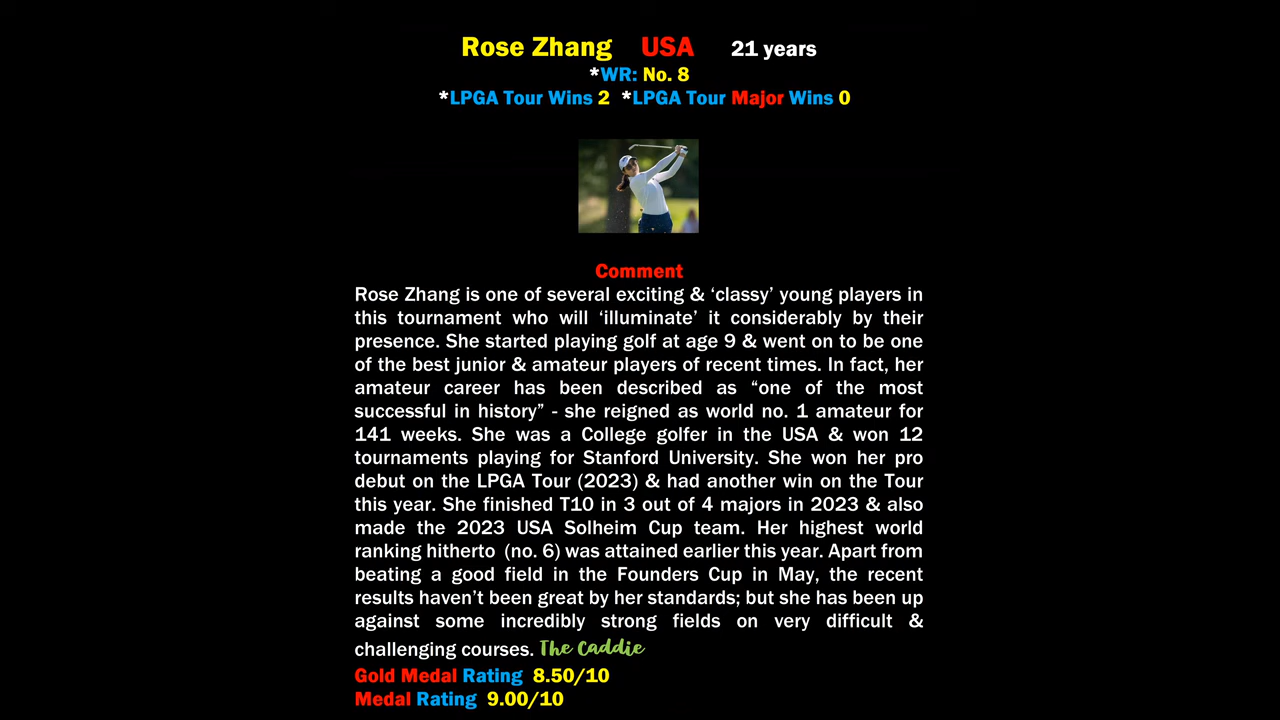 Rose Zhang USA 21 years
*WR: No. 8
*LPGA Tour Wins 2 *LPGA Tour Major Wins 0
Comment
Rose Zhang is one of several exciting & ‘classy’ young players in
this tournament who will ‘illuminate’ it considerably by their
presence. She started playing golf at age 9 & went on to be one
of the best junior & amateur players of recent times. In fact, her
amateur career has been described as “one of the most
successful in history” - she reigned as world no. 1 amateur for
141 weeks. She was a College golfer in the USA & won 12
tournaments playing for Stanford University. She won her pro
debut on the LPGA Tour (2023) & had another win on the Tour
this year. She finished T10 in 3 out of 4 majors in 2023 & also
made the 2023 USA Solheim Cup team. Her highest world
ranking hitherto (no. 6) was attained earlier this year. Apart from
beating a good field in the Founders Cup in May, the recent
results haven’t been great by her standards; but she has been up
against some incredibly strong fields on very difficult &
challenging courses. The Caddie
Gold Medal Rating 8.50/10
Medal Rating 9.00/10